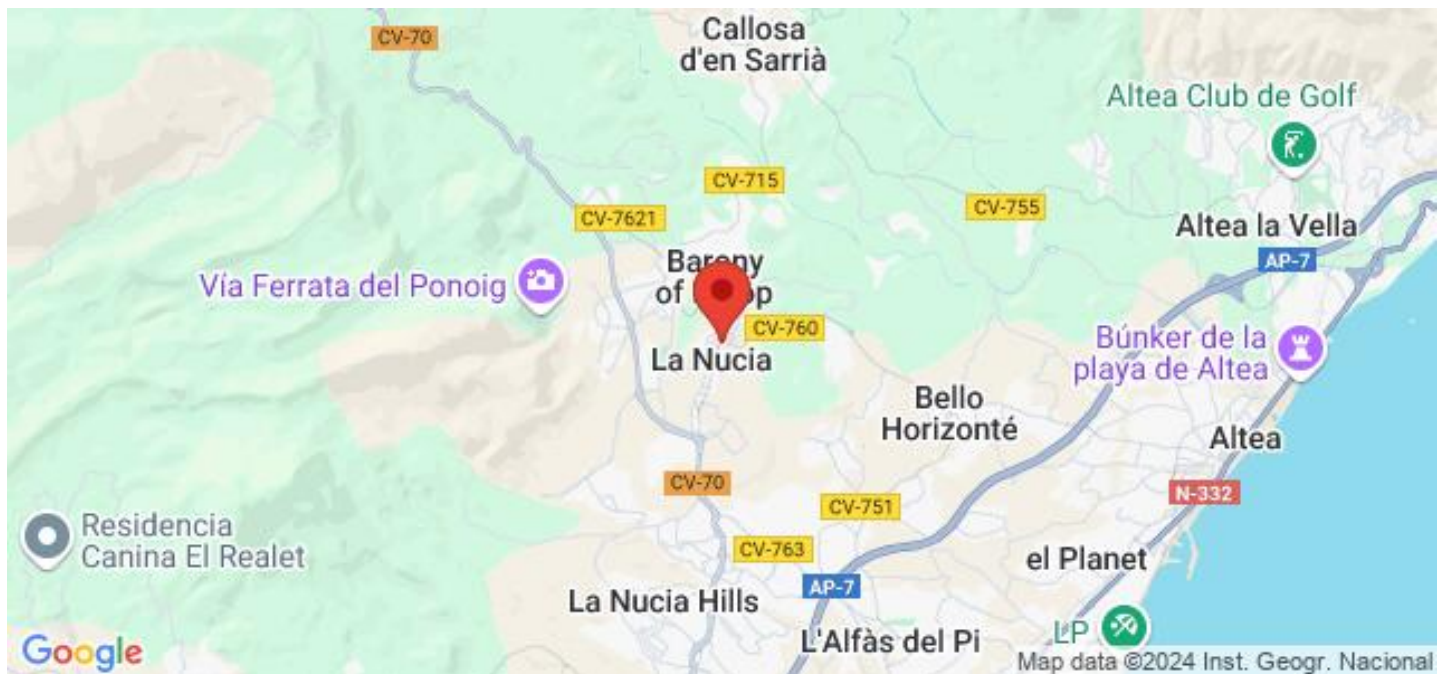 CV-70
Callosa
d'en Sarrià
Altea Club de Golf
CV-715
CV-755
CV-7621
Altea la Vella
AP-7
Barony
of
Vía Ferrata del Ponoig
CV-760
La Nucia
Búnker de la
playa de Altea
Bello
Horizonté
Altea
CV-70
N-332
CV-751
Residencia
Canina El Realet
CV-763
el Planet
AP-7
La Nucia Hills
L'Alfàs del Pi
LP
Google
Map data ©2024 Inst. Geogr. Nacional